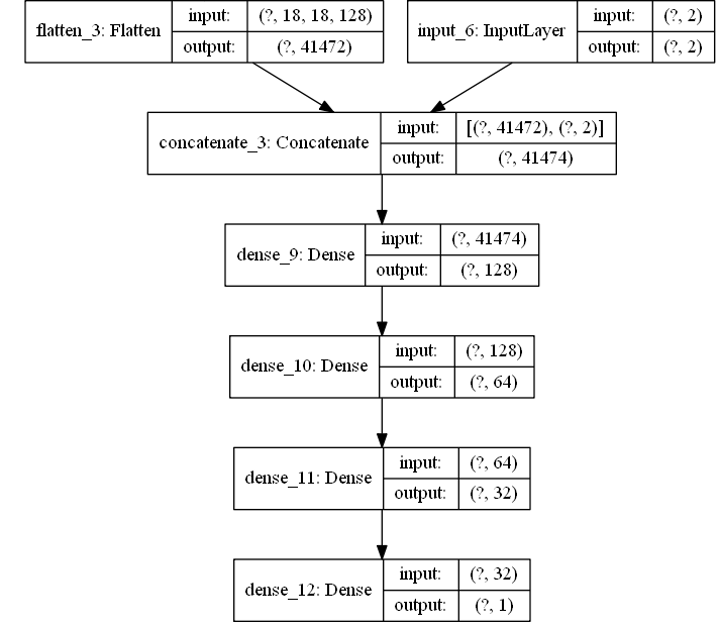 flatten_3: Flatten
input:
(?, 18, 18, 128)
output:
(?, 41472)
input_6: InputLayer
input:
(?, 2)
output:
(?, 2)
concatenate_3: Concatenate
input:
[(?, 41472), (?, 2)]
output:
(?, 41474)
dense_9: Dense
input:
(?, 41474)
output:
(?, 128)
dense_10: Dense
input:
(?, 128)
output:
(?, 64)
dense_11: Dense
input:
(?, 64)
output:
(?, 32)
dense_12: Dense
input:
(?, 32)
output:
(?, 1)